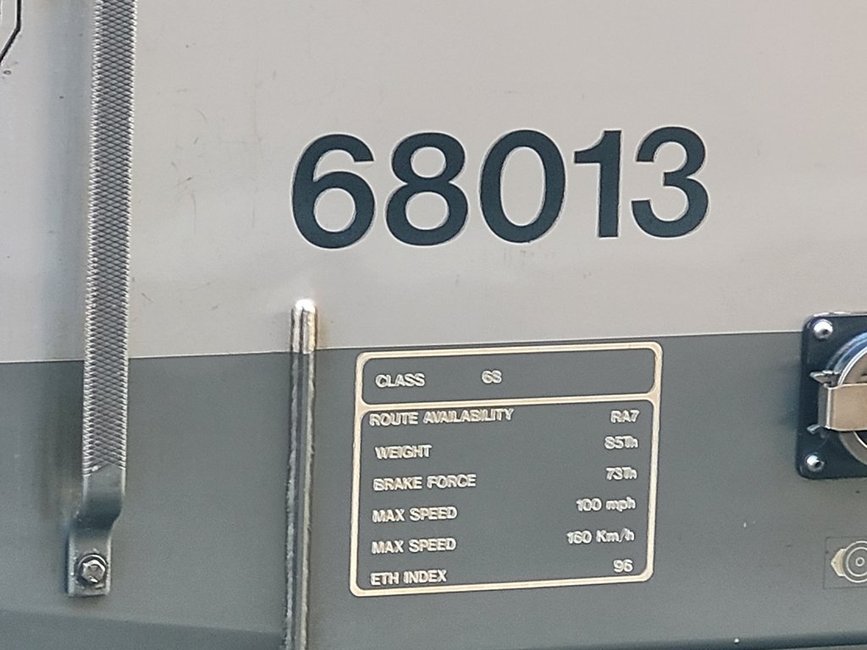 68013
CLASS 68
ROUTE AVAILABILITY RA7
WEIGHT 85Th
BRAKE FORCE 73Th
MAX SPEED 100 mph
MAX SPEED 160 Km/h
ETH INDEX 96